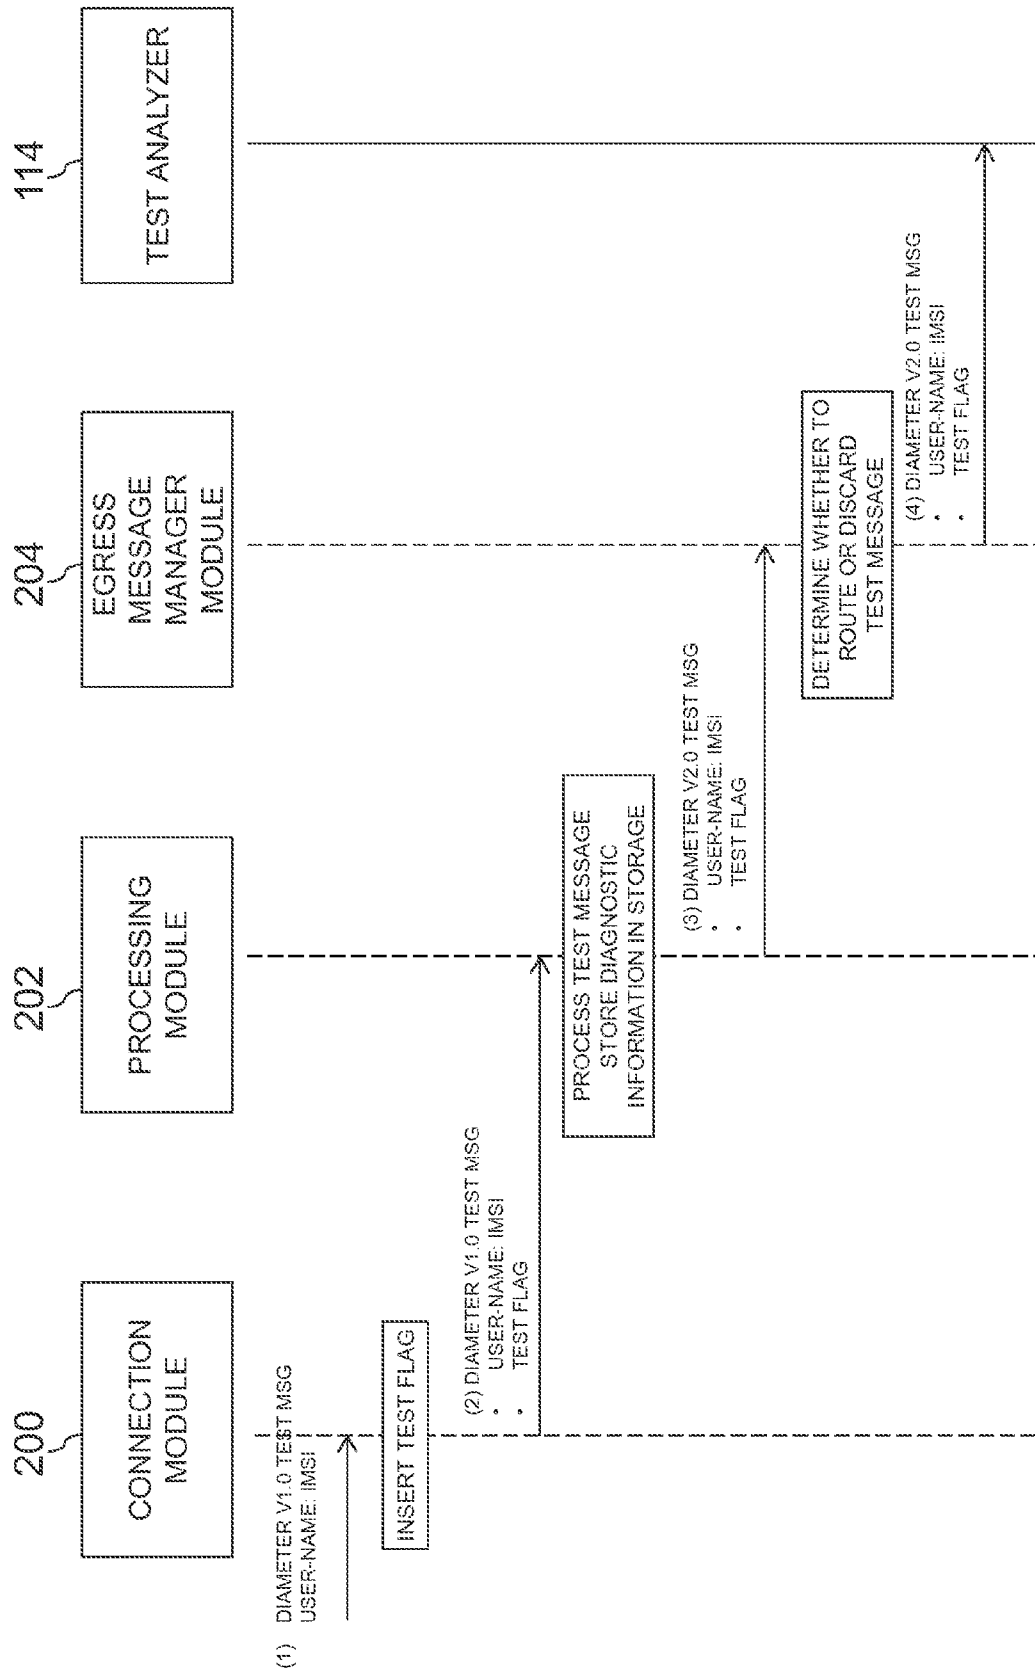 200
CONNECTION
MODULE
202
PROCESSING
MODULE
204
EGRESS
MESSAGE
MANAGER
MODULE
114
TEST ANALYZER
(1) DIAMETER V1.0 TEST MSG
USER-NAME: IMSI
INSERT TEST FLAG
(2) DIAMETER V1.0 TEST MSG
• USER-NAME: IMSI
• TEST FLAG
PROCESS TEST MESSAGE
STORE DIAGNOSTIC
INFORMATION IN STORAGE
(3) DIAMETER V2.0 TEST MSG
• USER-NAME: IMSI
• TEST FLAG
DETERMINE WHETHER TO
ROUTE OR DISCARD
TEST MESSAGE
(4) DIAMETER V2.0 TEST MSG
• USER-NAME: IMSI
• TEST FLAG